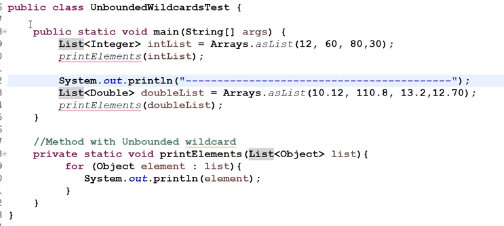 public class UnboundedWildcardsTest {
public static void main(String[] args) {
List<Integer> intList = Arrays.asList(12, 60, 80,30);
printElements(intList);
System.out.println("----------------------------------------");
List<Double> doubleList = Arrays.asList(10.12, 110.8, 13.2,12.70);
printElements(doubleList);
}
//Method with Unbounded wildcard
private static void printElements(List<Object> list){
for (Object element : list){
System.out.println(element);
}
}
}